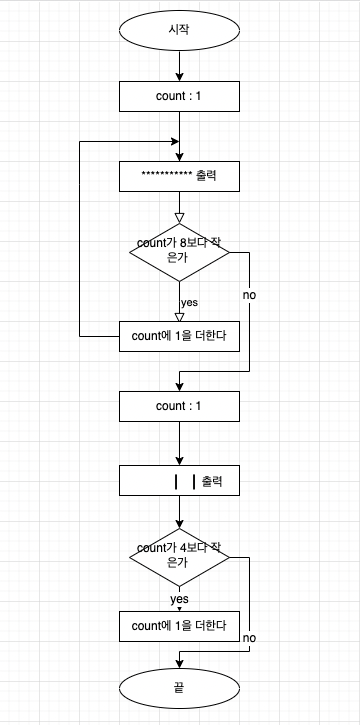 시작
count : 1
*********** 출력
count가 8보다 작
은가
yes
no
count에 1을 더한다
count : 1
| | 출력
count가 4보다 작
은가
yes
count에 1을 더한다
no
끝